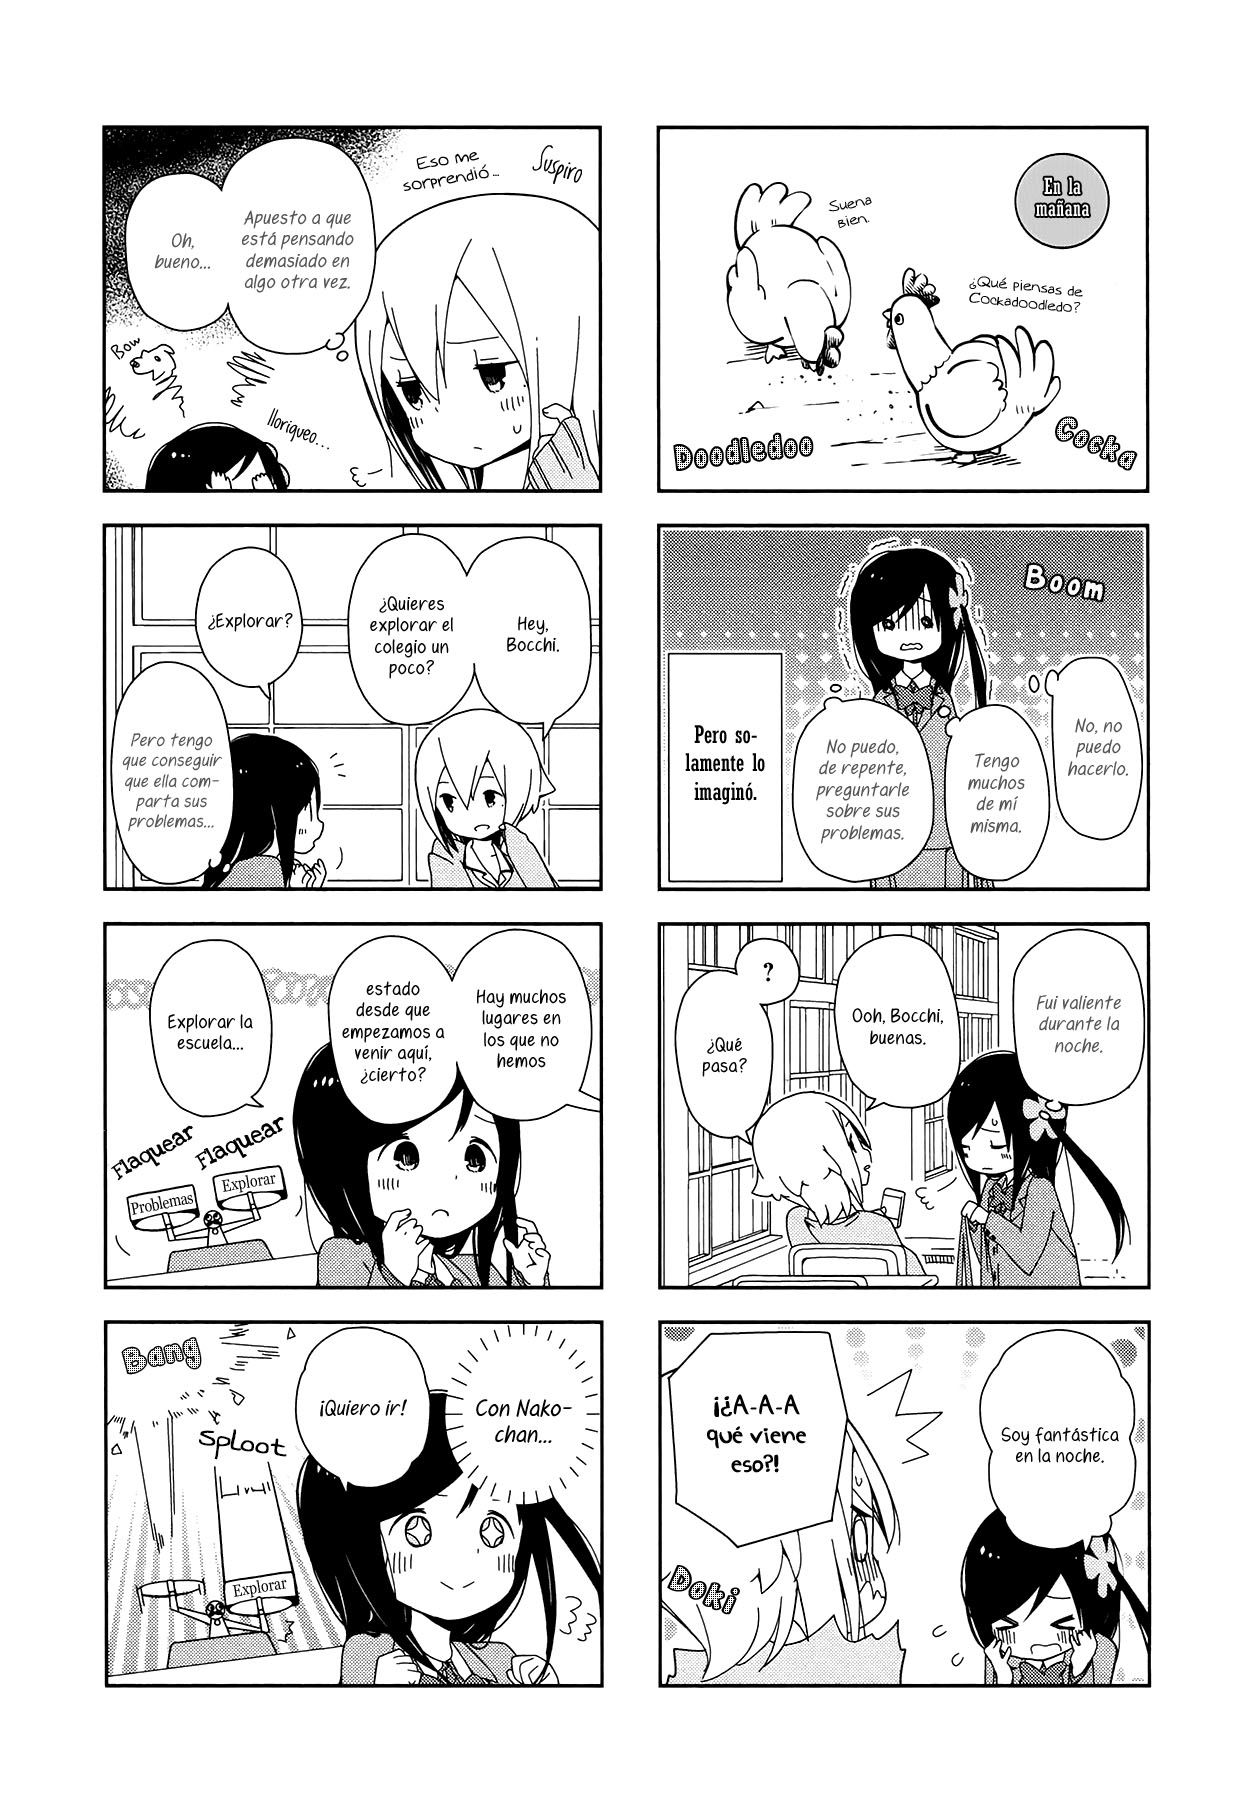 En la
mañana
Suena
bien.
¿Qué piensas de
Cockadoodledo?
Cocka
Doodledoo
Boom
No, no
puedo
hacerlo.
Tengo
muchos
de mí
misma.
No puedo,
de repente,
preguntarle
sobre sus
problemas.
Pero so-
lamente lo
imaginó.
Fui valiente
durante la
noche.
Ooh, Bocchi,
buenas.
?
¿Qué
pasa?
Soy fantástica
en la noche.
¡¿A-A-A
qué viene
eso?!
Doki
Suspiro
Eso me
sorprendió...
Apuesto a que
está pensando
demasiado en
algo otra vez.
Oh,
bueno...
Bow
lloriqueo...
Hey,
Bocchi.
¿Quieres
explorar el
colegio un
poco?
¿Explorar?
Pero tengo
que conseguir
que ella com-
parta sus
problemas...
Hay muchos
lugares en
los que no
hemos
estado
desde que
empezamos a
venir aquí,
¿cierto?
Explorar la
escuela...
Flaquear
Flaquear
Explorar
Problemas
Con Nako-
chan...
¡Quiero ir!
Bang
Sploot
Explorar